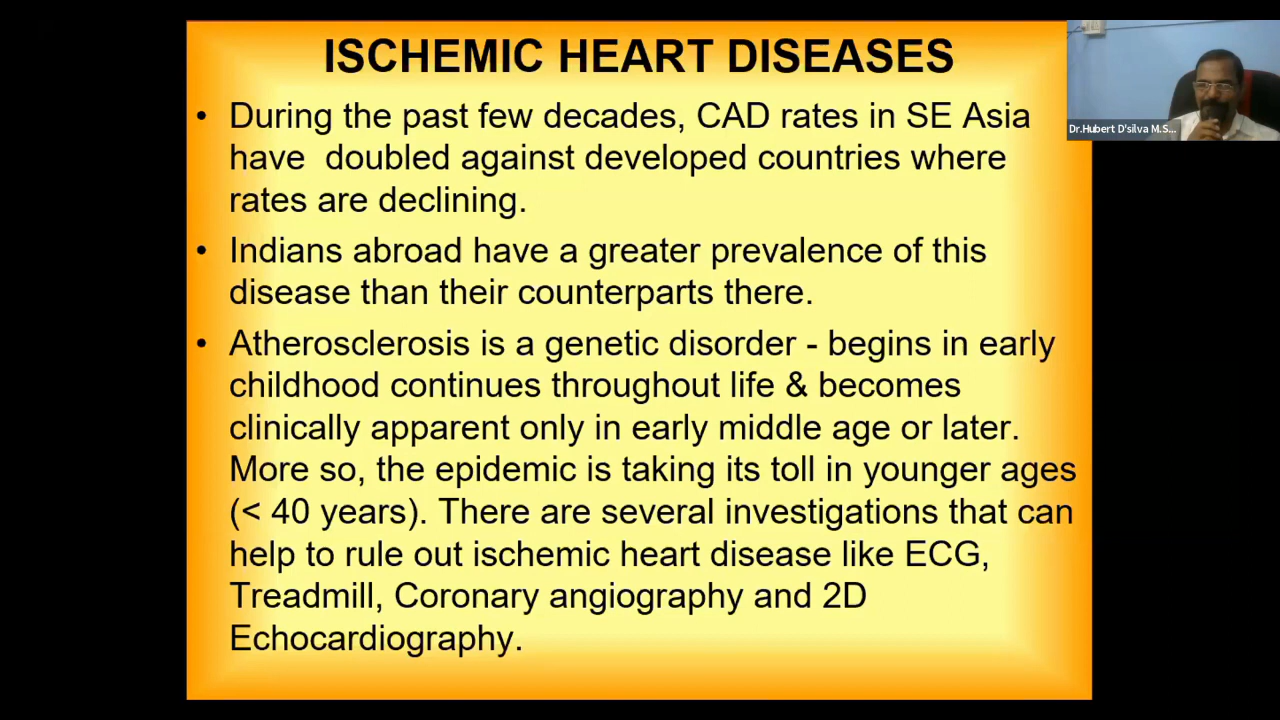 ISCHEMIC HEART DISEASES
• During the past few decades, CAD rates in SE Asia
have doubled against developed countries where
rates are declining.
• Indians abroad have a greater prevalence of this
disease than their counterparts there.
• Atherosclerosis is a genetic disorder - begins in early
childhood continues throughout life & becomes
clinically apparent only in early middle age or later.
More so, the epidemic is taking its toll in younger ages
(< 40 years). There are several investigations that can
help to rule out ischemic heart disease like ECG,
Treadmill, Coronary angiography and 2D
Echocardiography.
Dr.Hubert D'silva M.S...